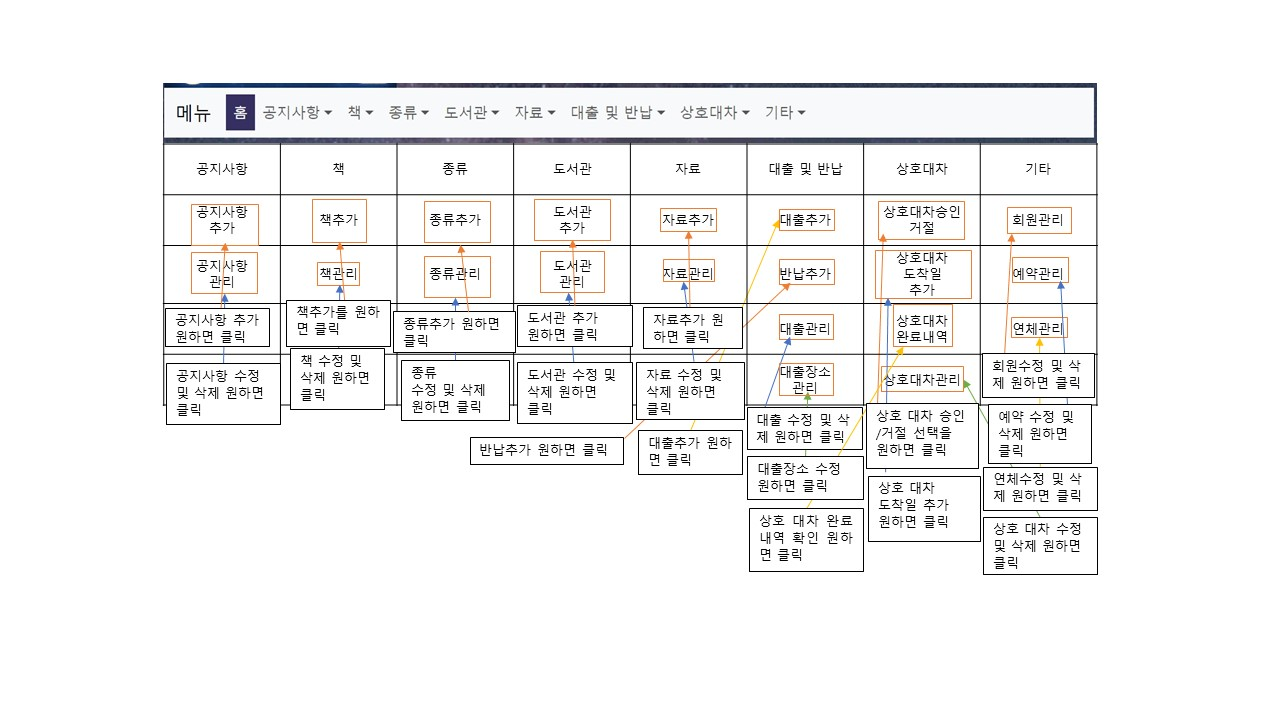 메뉴 홈 공지사항 책 종류 도서관 자료 대출 및 반납 상호대차 기타
공지사항 책 종류 도서관 자료 대출 및 반납 상호대차 기타
공지사항
추가
책추가
종류추가
도서관
추가
자료추가
대출추가
상호대차승인
거절
회원관리
공지사항
관리
책관리
종류관리
도서관
관리
자료관리
반납추가
상호대차
도착일
추가
예약관리
대출관리
상호대차
완료내역
연체관리
대출장소
관리
상호대차관리
공지사항 추가
원하면 클릭
책추가를 원하
면 클릭
종류추가 원하면
클릭
도서관 추가
원하면 클릭
자료추가 원
하면 클릭
공지사항 수정
및 삭제 원하면
클릭
책 수정 및
삭제 원하면
클릭
종류
수정 및 삭제
원하면 클릭
도서관 수정 및
삭제 원하면
클릭
자료 수정 및
삭제 원하면
클릭
회원수정 및 삭
제 원하면 클릭
반납추가 원하면 클릭
대출추가 원하
면 클릭
대출 수정 및 삭
제 원하면 클릭
상호 대차 승인
/거절 선택을
원하면 클릭
예약 수정 및
삭제 원하면
클릭
대출장소 수정
원하면 클릭
상호 대차
도착일 추가
원하면 클릭
연체수정 및 삭
제 원하면 클릭
상호 대차 완료
내역 확인 원하
면 클릭
상호 대차 수정
및 삭제 원하면
클릭